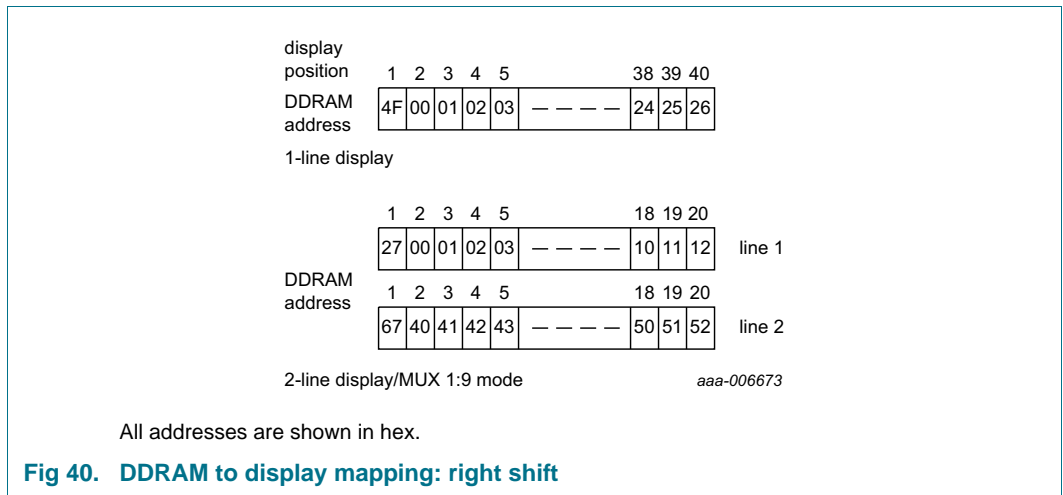 display
position 1 2 3 4 5 38 39 40
DDRAM
address 4F 00 01 02 03 — — — — 24 25 26
1-line display
1 2 3 4 5 18 19 20
27 00 01 02 03 — — — — 10 11 12 line 1
DDRAM
address
1 2 3 4 5 18 19 20
67 40 41 42 43 — — — — 50 51 52 line 2
2-line display/MUX 1:9 mode aaa-006673
All addresses are shown in hex.
Fig 40. DDRAM to display mapping: right shift